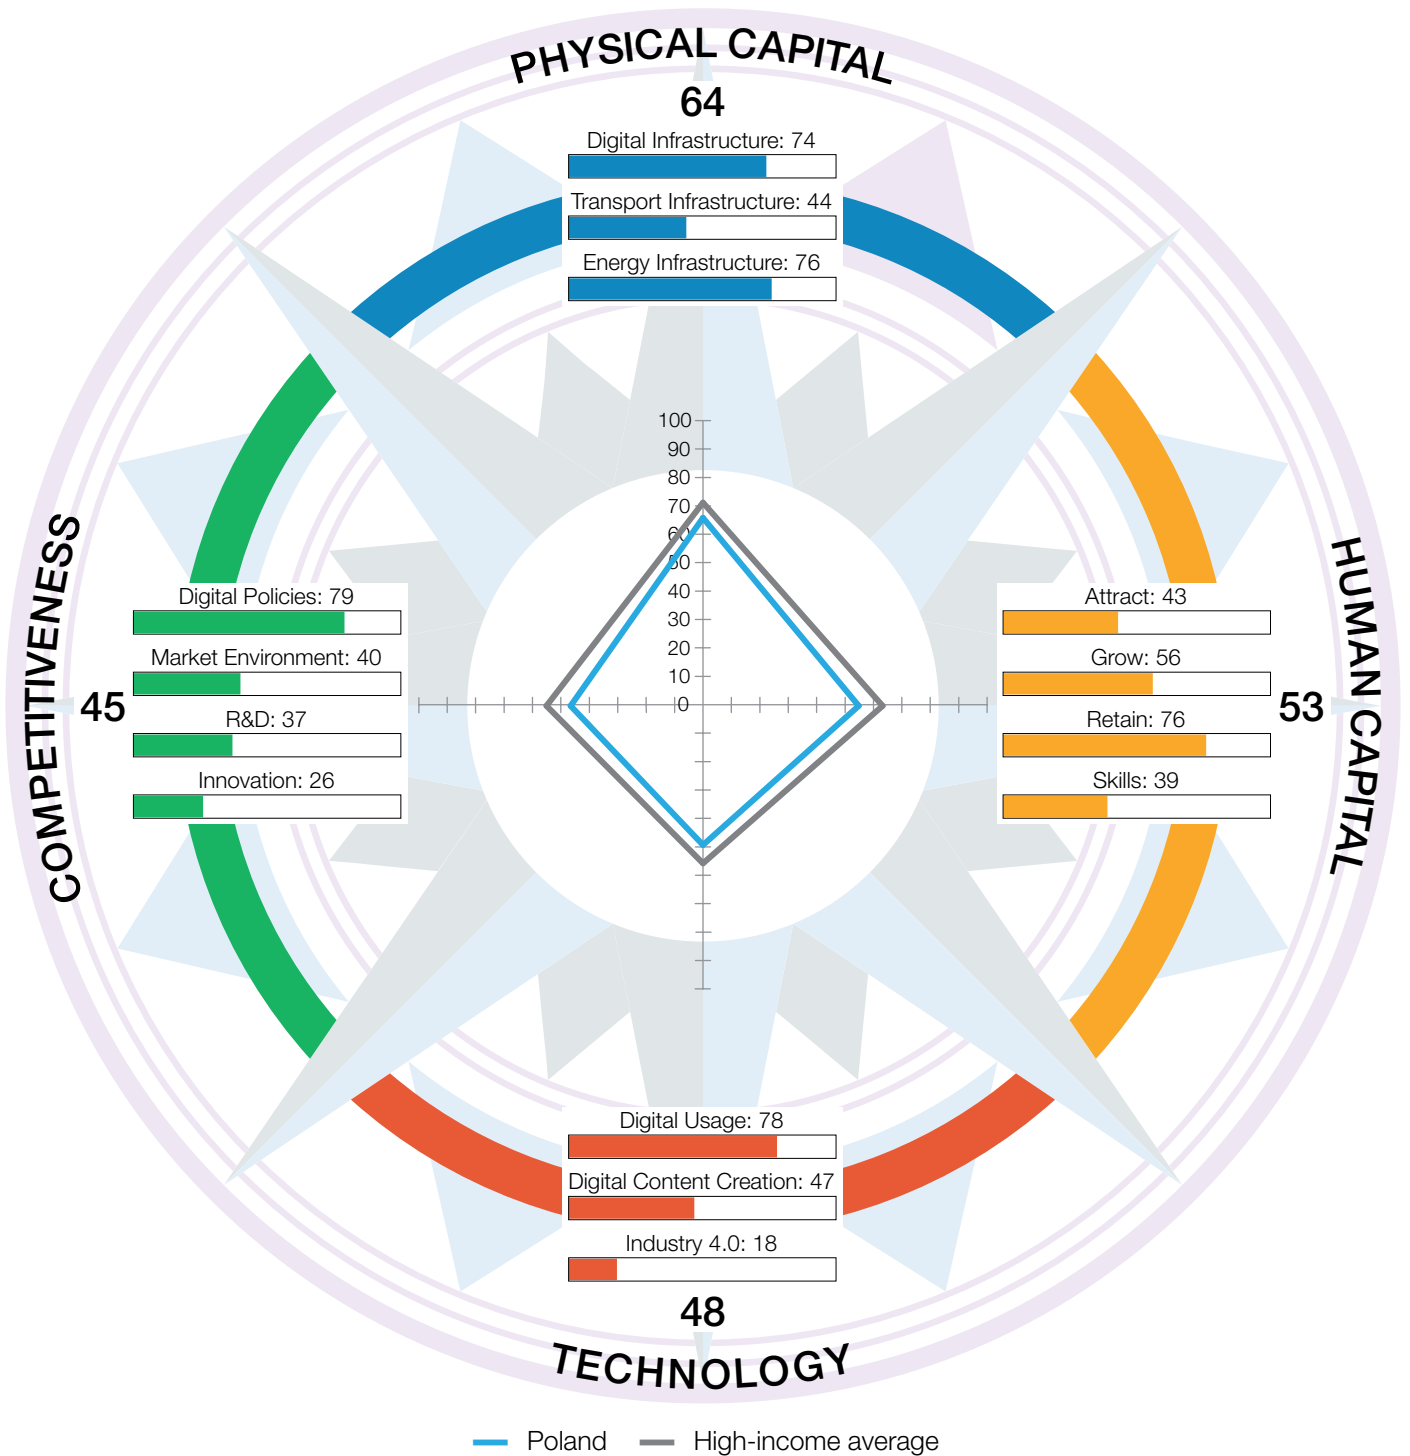 PHYSICAL CAPITAL
64
Digital Infrastructure: 74
Transport Infrastructure: 44
Energy Infrastructure: 76
100
90
80
70
60
50
40
30
20
10
0
COMPETITIVENESS
45
Digital Policies: 79
Market Environment: 40
R&D: 37
Innovation: 26
HUMAN CAPITAL
53
Attract: 43
Grow: 56
Retain: 76
Skills: 39
Digital Usage: 78
Digital Content Creation: 47
Industry 4.0: 18
48
TECHNOLOGY
Poland
High-income average